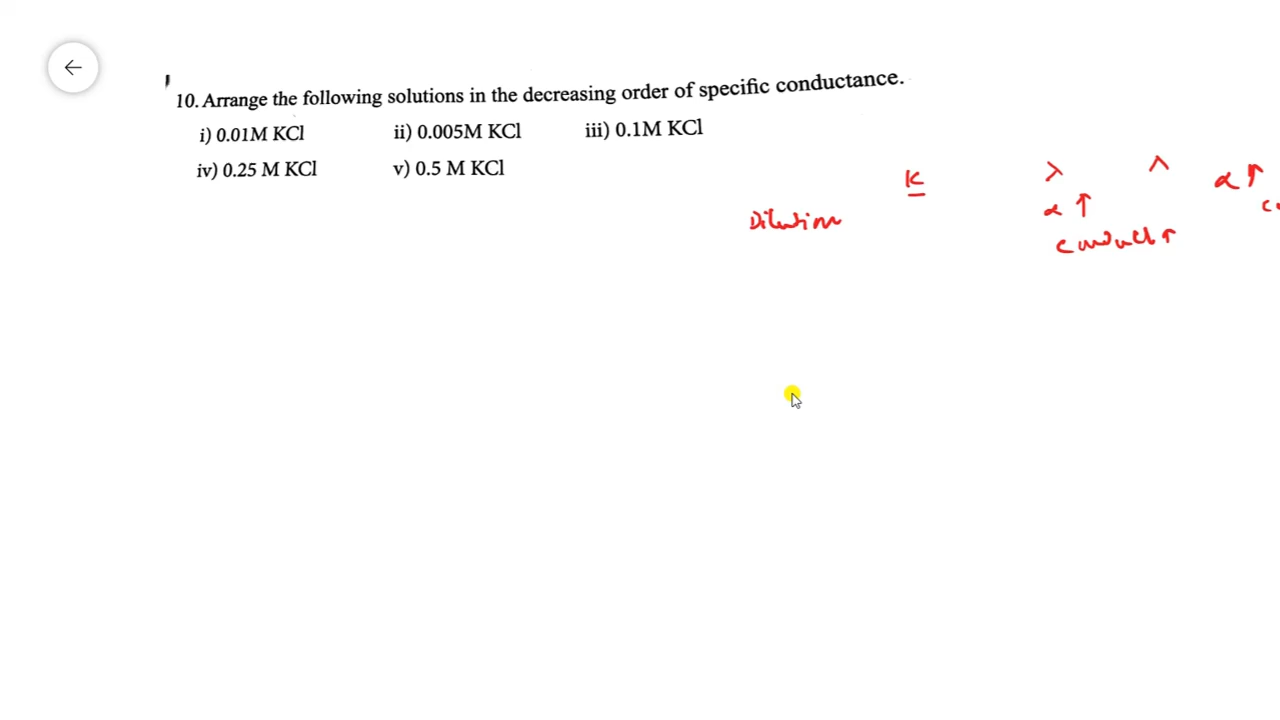 10. Arrange the following solutions in the decreasing order of specific conductance.
i) 0.01M KCl ii) 0.005M KCl iii) 0.1M KCl
iv) 0.25 M KCl v) 0.5 M KCl
K λ ^ α ↑
Dilution α ↑
conduct ↑